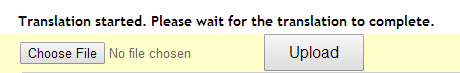 Translation started. Please wait for the translation to complete.
Choose File No file chosen Upload